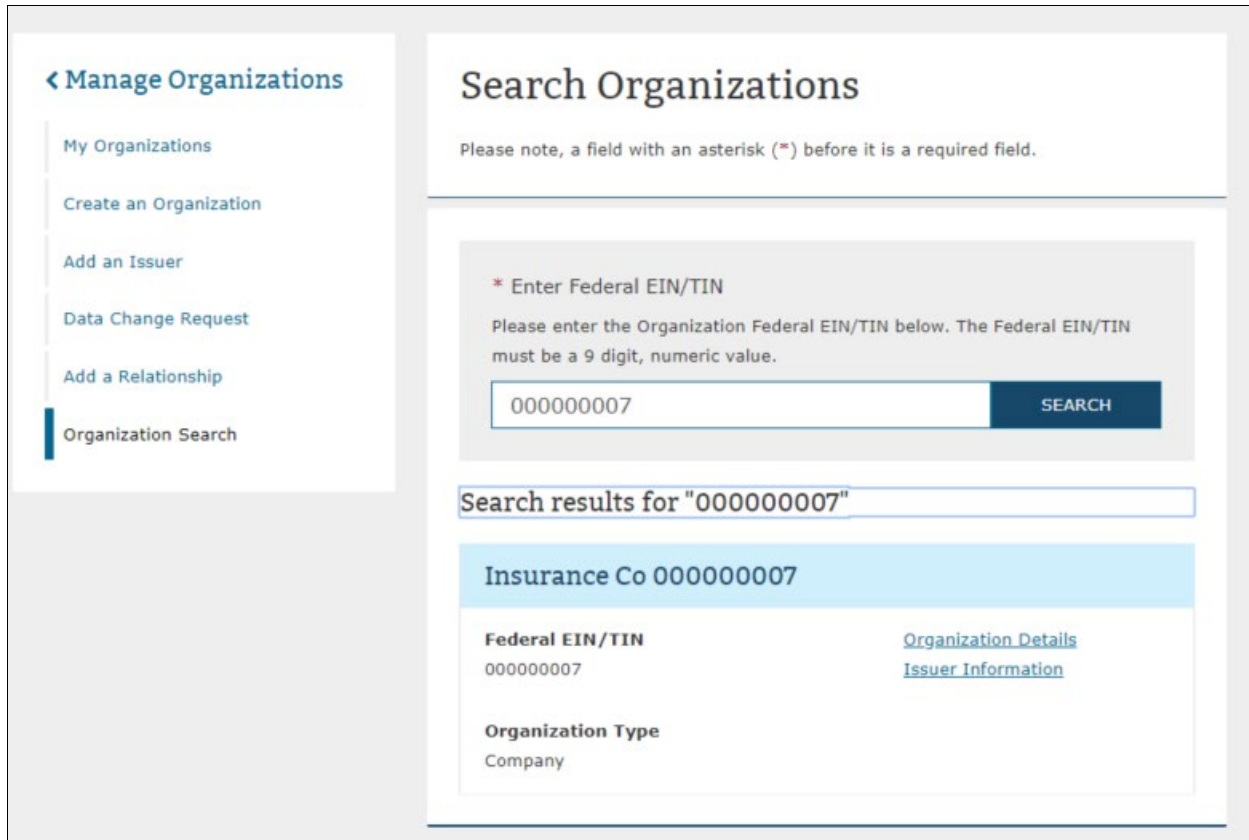 Manage Organizations
My Organizations
Create an Organization
Add an Issuer
Data Change Request
Add a Relationship
Organization Search
Search Organizations
Please note, a field with an asterisk (*) before it is a required field.
* Enter Federal EIN/TIN
Please enter the Organization Federal EIN/TIN below. The Federal EIN/TIN
must be a 9 digit, numeric value.
000000007
SEARCH
Search results for "000000007"
Insurance Co 000000007
Federal EIN/TIN
000000007
Organization Details
Issuer Information
Organization Type
Company